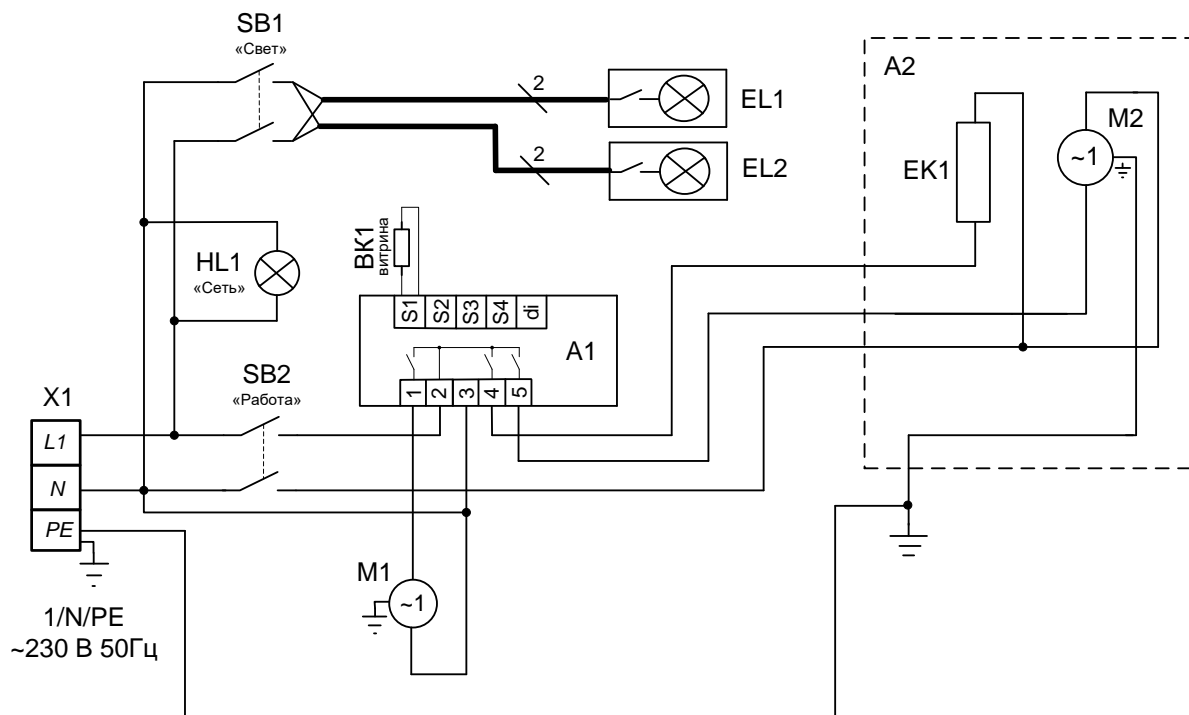 SB1
«Свет»
2
EL1
2
EL2
A2
M2
~1
EK1
HL1
«Сеть»
BK1
витрина
S1 S2 S3 S4 di
A1
1 2 3 4 5
SB2
«Работа»
X1
L1
N
PE
M1
~1
1/N/PE
~230 В 50Гц